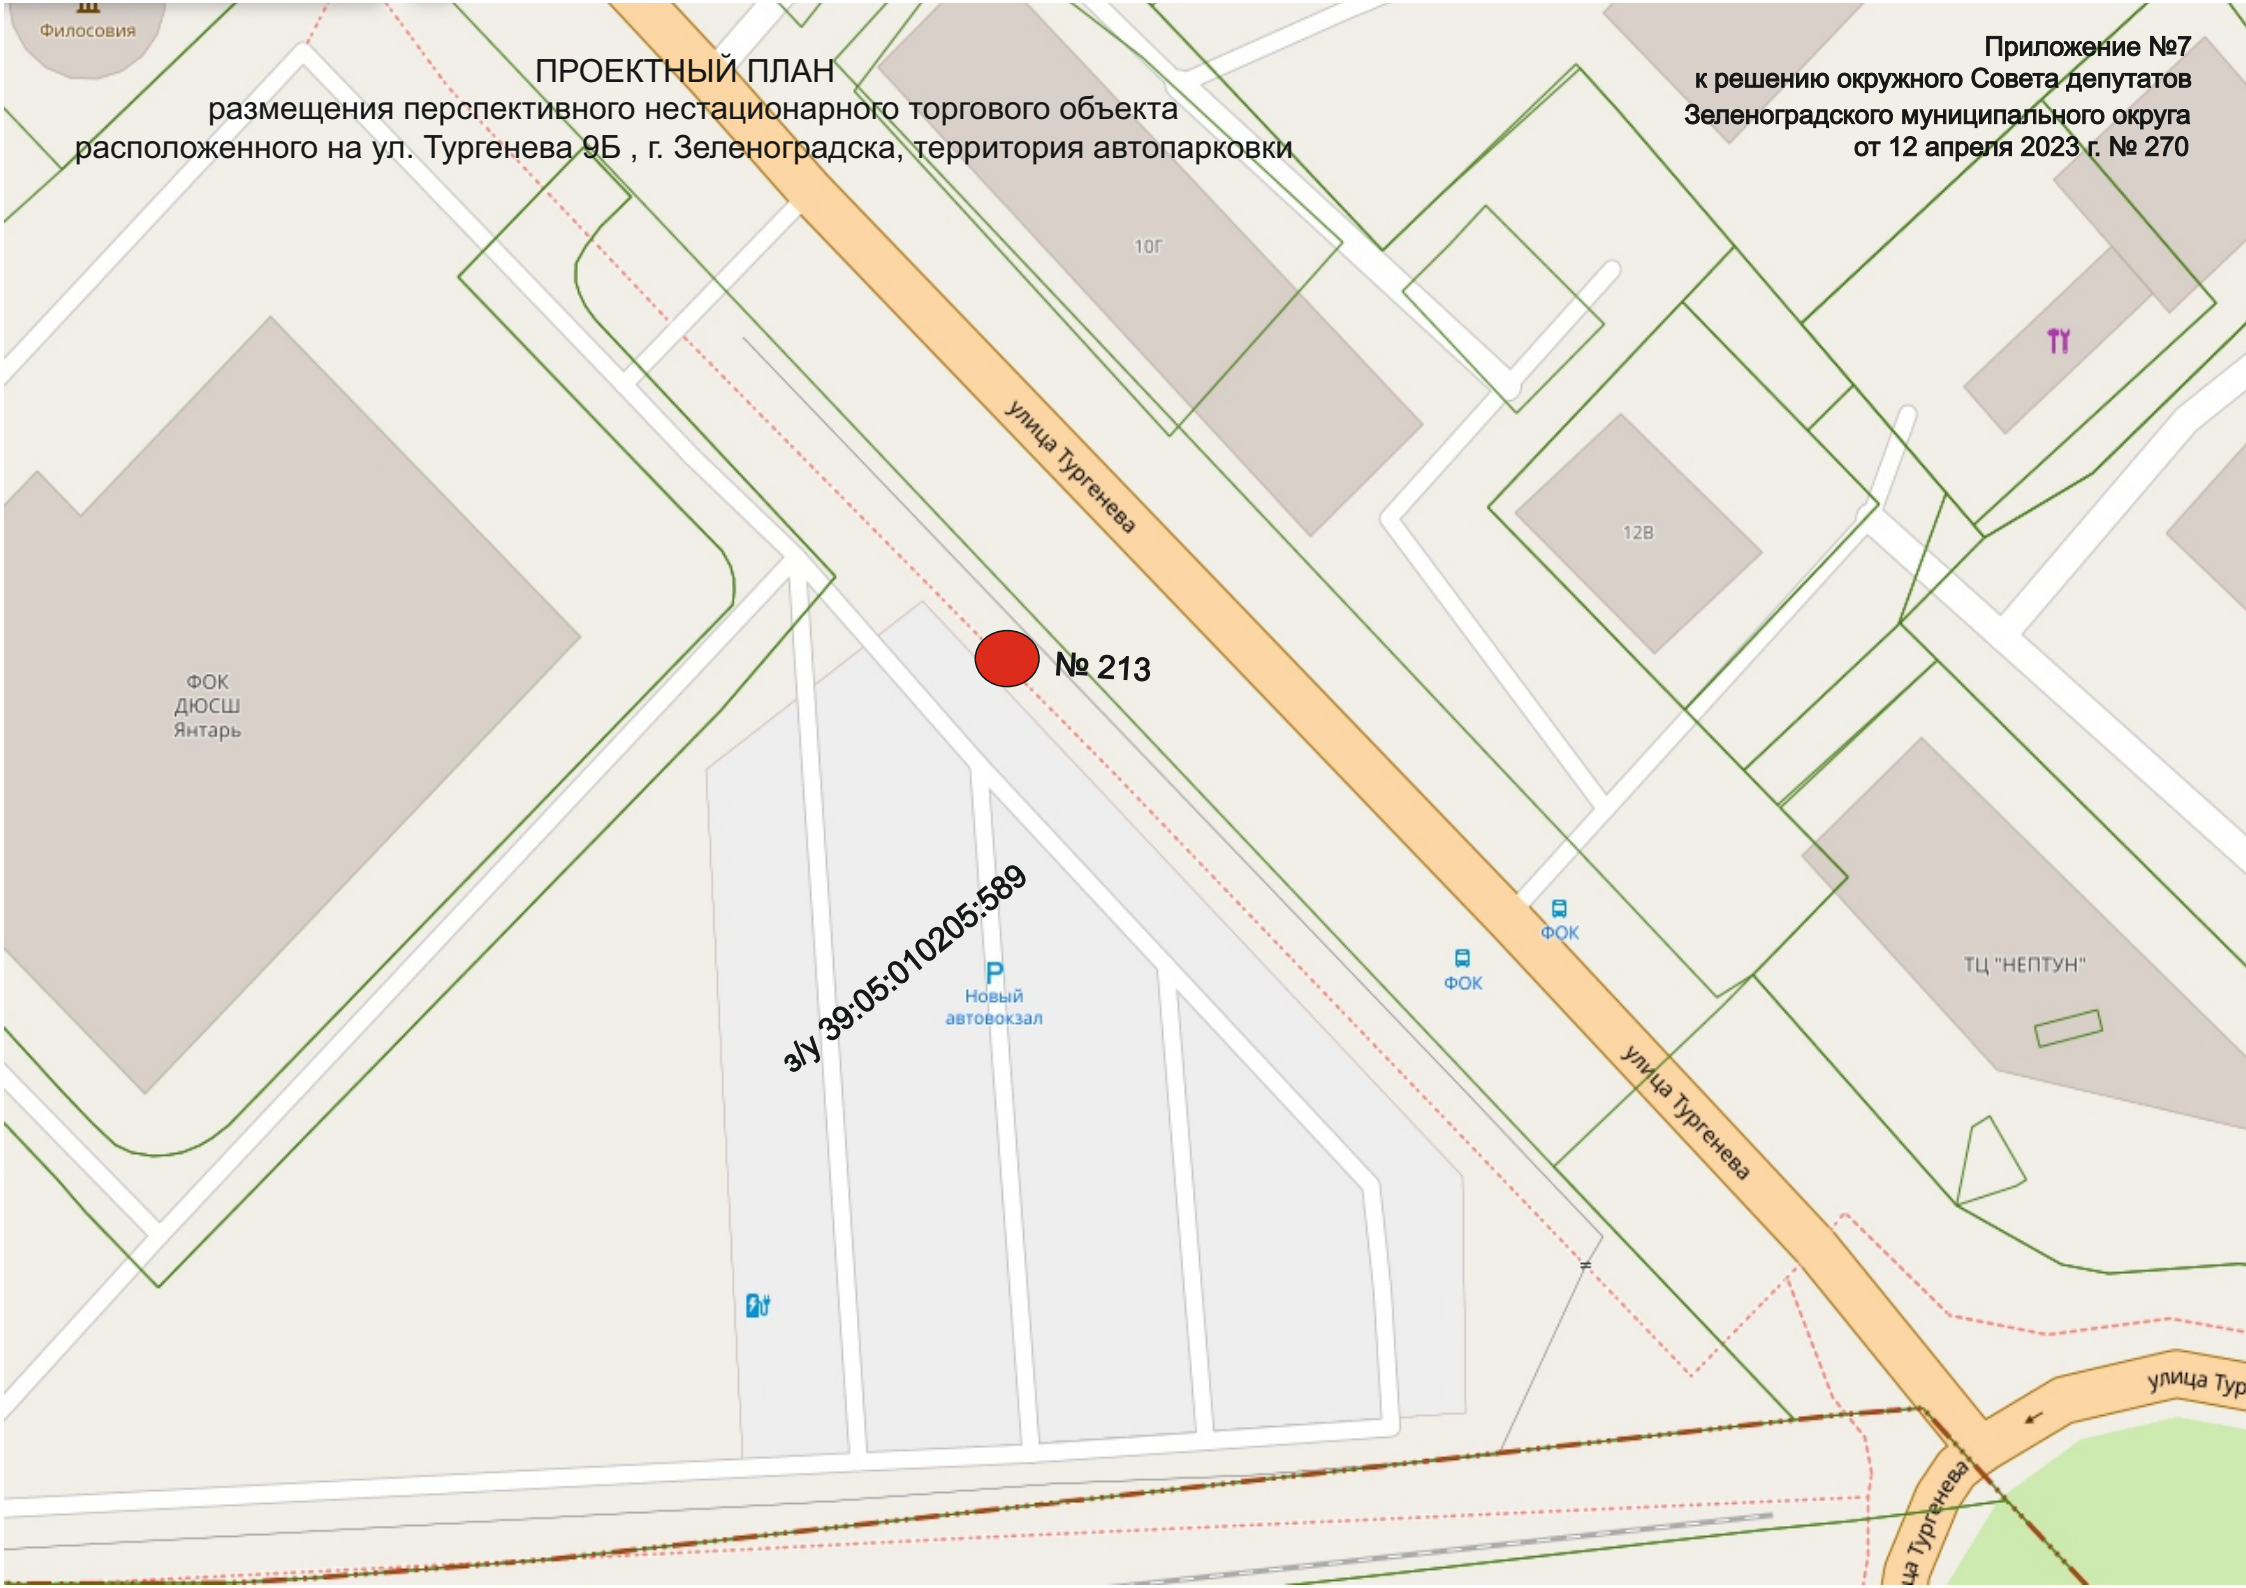 Филосовия
ПРОЕКТНЫЙ ПЛАН
размещения перспективного нестационарного торгового объекта
расположенного на ул. Тургенева 9Б , г. Зеленоградска, территория автопарковки
Приложение №7
к решению окружного Совета депутатов
Зеленоградского муниципального округа
от 12 апреля 2023 г. № 270
10Г
улица Тургенева
12В
№ 213
ФОК
ДЮСШ
Янтарь
з/у 39:05:010205:589
P
Новый
автовокзал
ФОК
ФОК
ТЦ "НЕПТУН"
улица Тургенева
улица Тур
ца Тургенева